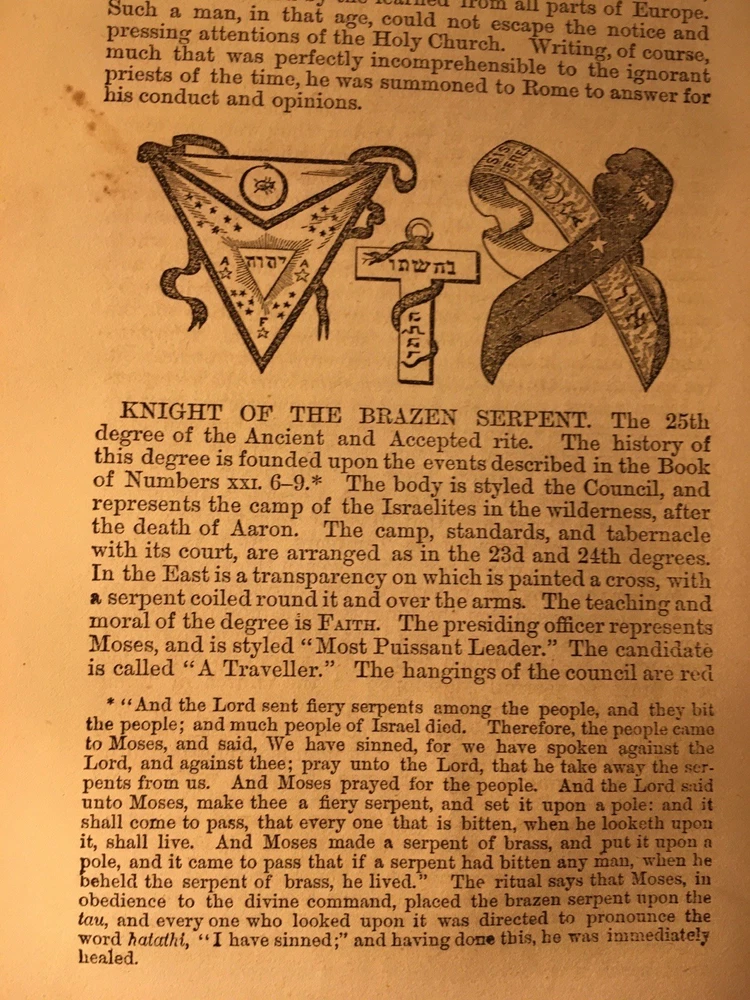 learned from all parts of Europe.
Such a man, in that age, could not escape the notice and
pressing attentions of the Holy Church. Writing, of course,
much that was perfectly incomprehensible to the ignorant
priests of the time, he was summoned to Rome to answer for
his conduct and opinions.
ISIS
CERES
יהוה
A
A
F
KNIGHT OF THE BRAZEN SERPENT. The 25th
degree of the Ancient and Accepted rite. The history of
this degree is founded upon the events described in the Book
of Numbers XXI. 6–9.* The body is styled the Council, and
represents the camp of the Israelites in the wilderness, after
the death of Aaron. The camp, standards, and tabernacle
with its court, are arranged as in the 23d and 24th degrees.
In the East is a transparency on which is painted a cross, with
a serpent coiled round it and over the arms. The teaching and
moral of the degree is FAITH. The presiding officer represents
Moses, and is styled “Most Puissant Leader.” The candidate
is called “A Traveller.” The hangings of the council are red
* “And the Lord sent fiery serpents among the people, and they bit
the people; and much people of Israel died. Therefore, the people came
to Moses, and said, We have sinned, for we have spoken against the
Lord, and against thee; pray unto the Lord, that he take away the ser-
pents from us. And Moses prayed for the people. And the Lord said
unto Moses, make thee a fiery serpent, and set it upon a pole: and it
shall come to pass, that every one that is bitten, when he looketh upon
it, shall live. And Moses made a serpent of brass, and put it upon a
pole, and it came to pass that if a serpent had bitten any man, when he
beheld the serpent of brass, he lived.” The ritual says that Moses, in
obedience to the divine command, placed the brazen serpent upon the
tau, and every one who looked upon it was directed to pronounce the
word hatathi, “I have sinned;” and having done this, he was immediately
healed.